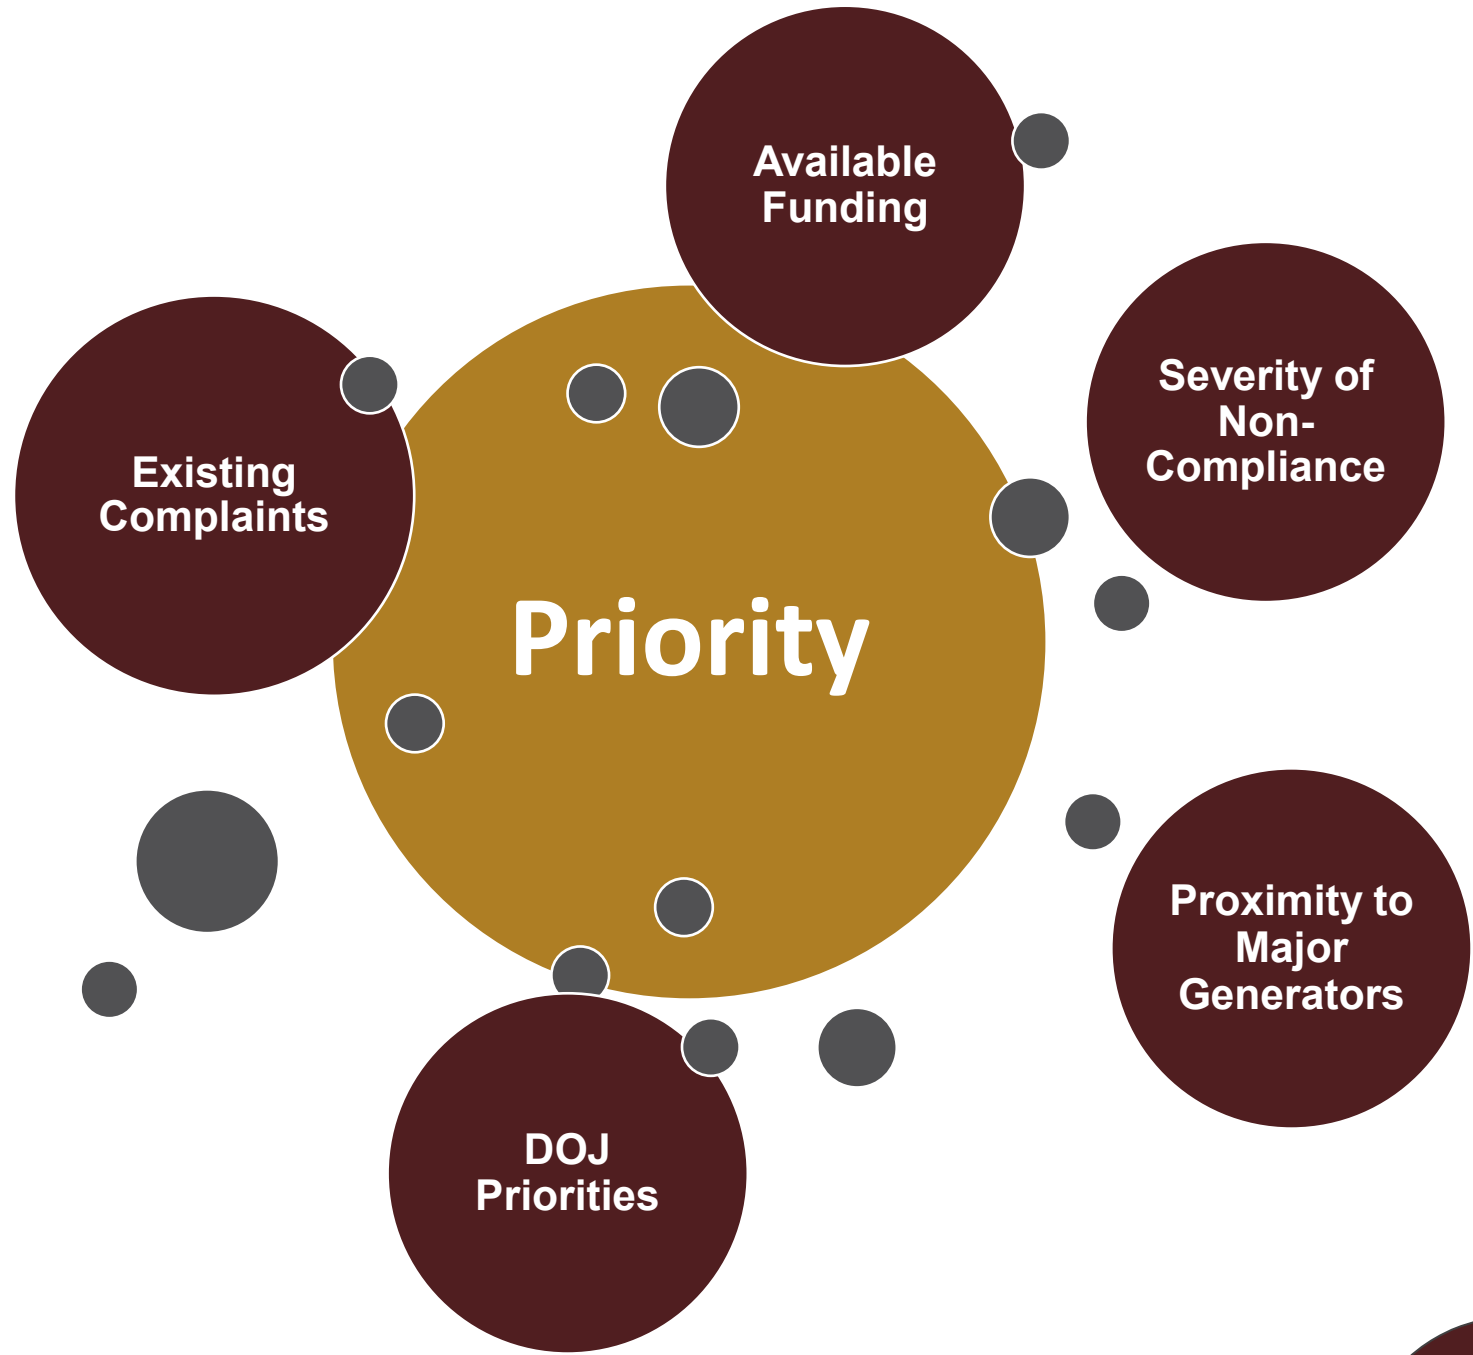 Available
Funding
Severity of
Non-
Compliance
Existing
Complaints
Priority
Proximity to
Major
Generators
DOJ
Priorities